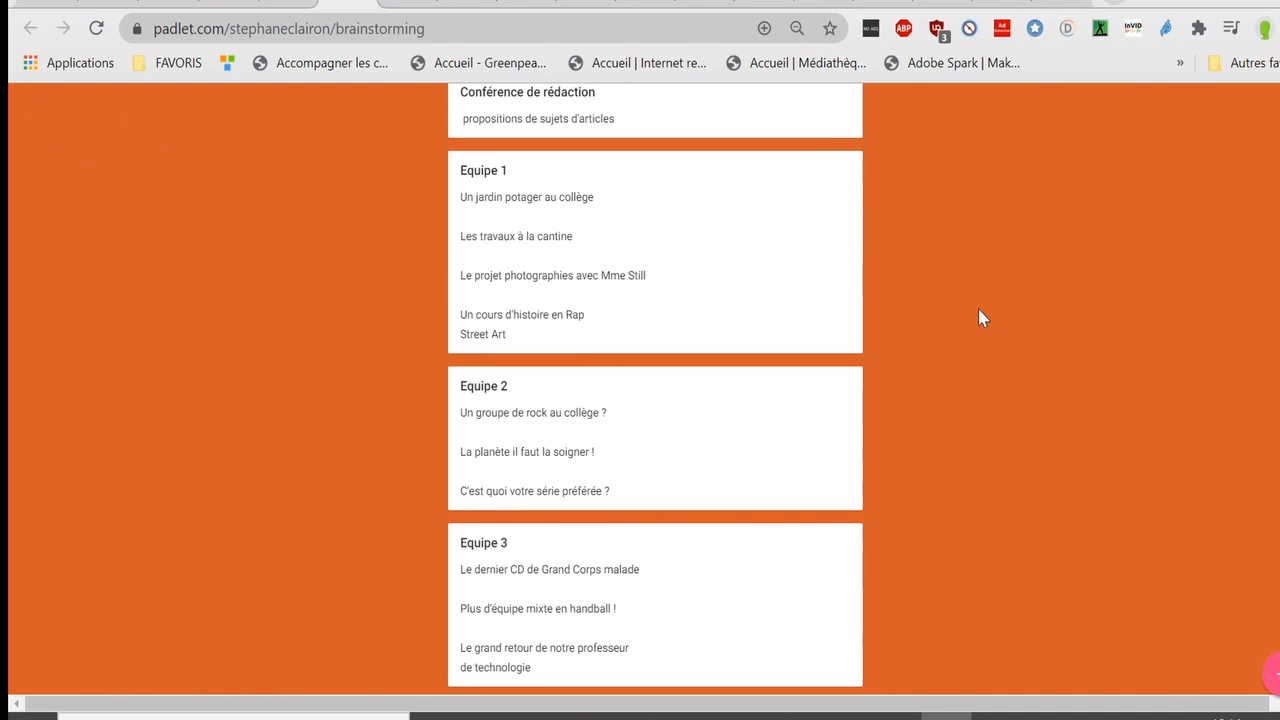 padlet.com/stephaneclairon/brainstorming
3
Applications
FAVORIS
Accompagner les c...
Accueil - Greenpea...
Accueil | Internet re...
Accueil | Médiathèq...
Adobe Spark | Mak...
»
Autres fa
Conférence de rédaction
propositions de sujets d'articles
Equipe 1
Un jardin potager au collège
Les travaux à la cantine
Le projet photographies avec Mme Still
Un cours d'histoire en Rap
Street Art
Equipe 2
Un groupe de rock au collège ?
La planète il faut la soigner !
C'est quoi votre série préférée ?
Equipe 3
Le dernier CD de Grand Corps malade
Plus d'équipe mixte en handball !
Le grand retour de notre professeur
de technologie